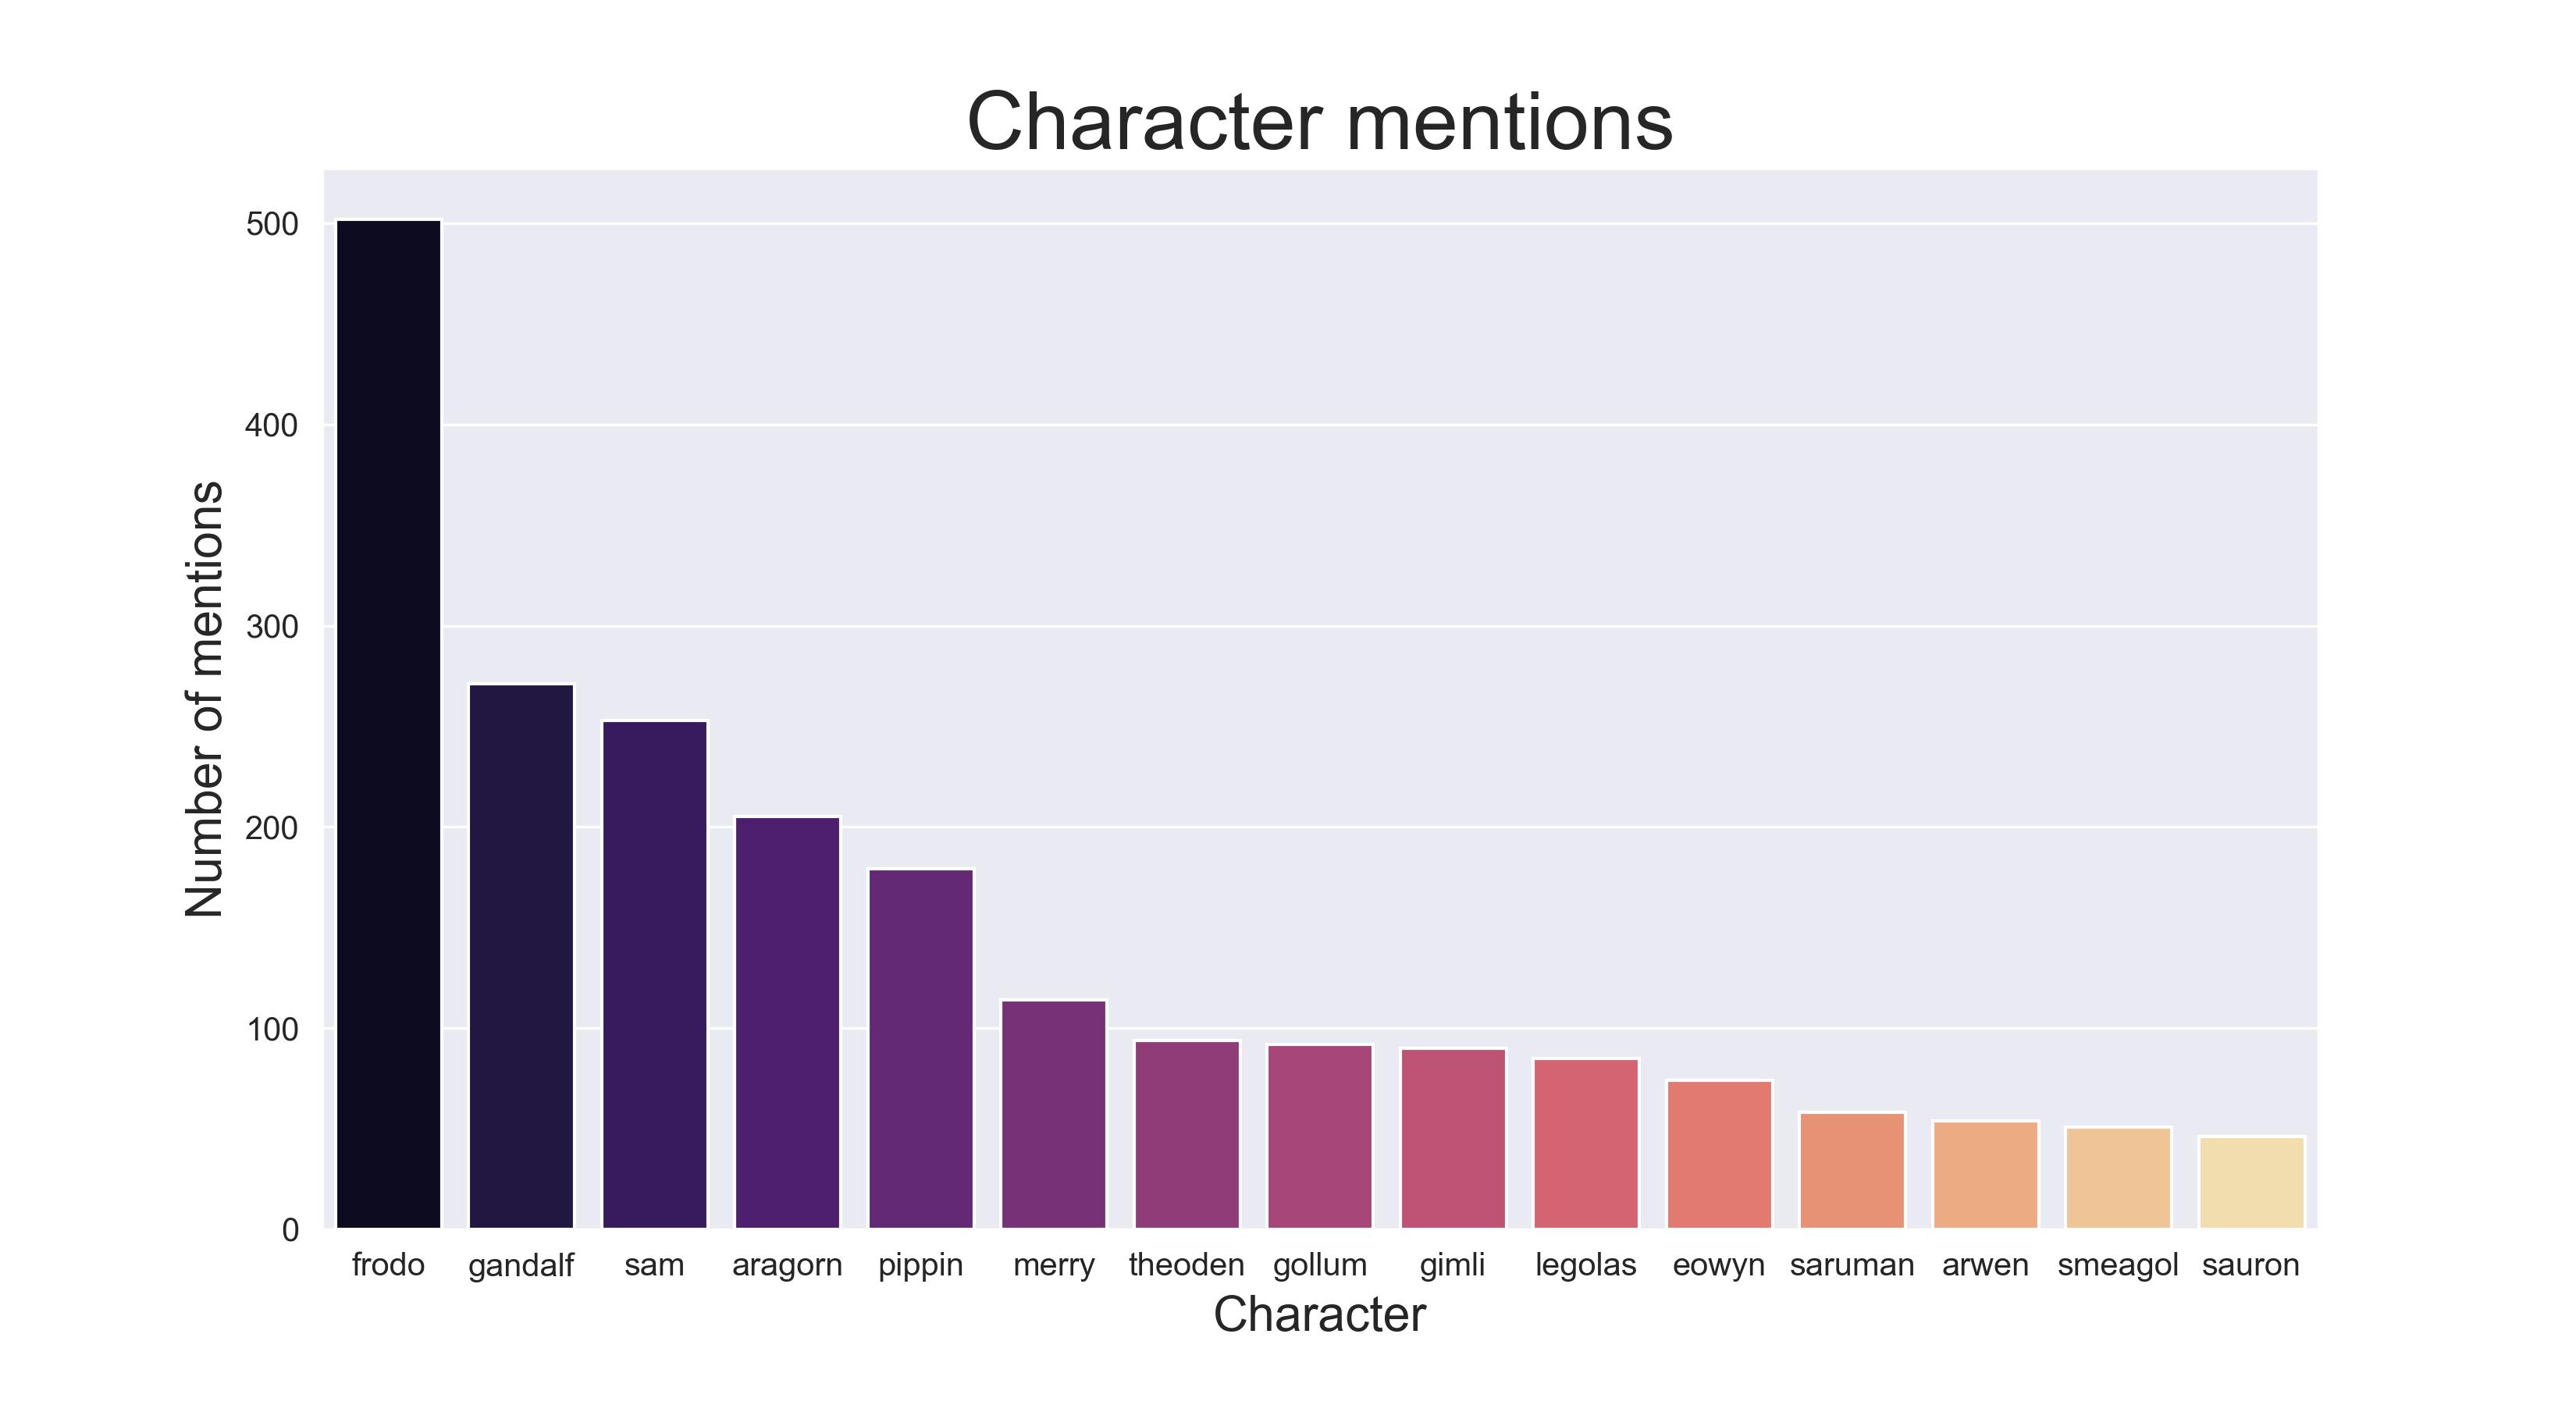 Character mentions
500
400
300
200
100
0
Number of mentions
frodo gandalf sam aragorn pippin merry theoden gollum gimli legolas eowyn saruman arwen smeagol sauron
Character